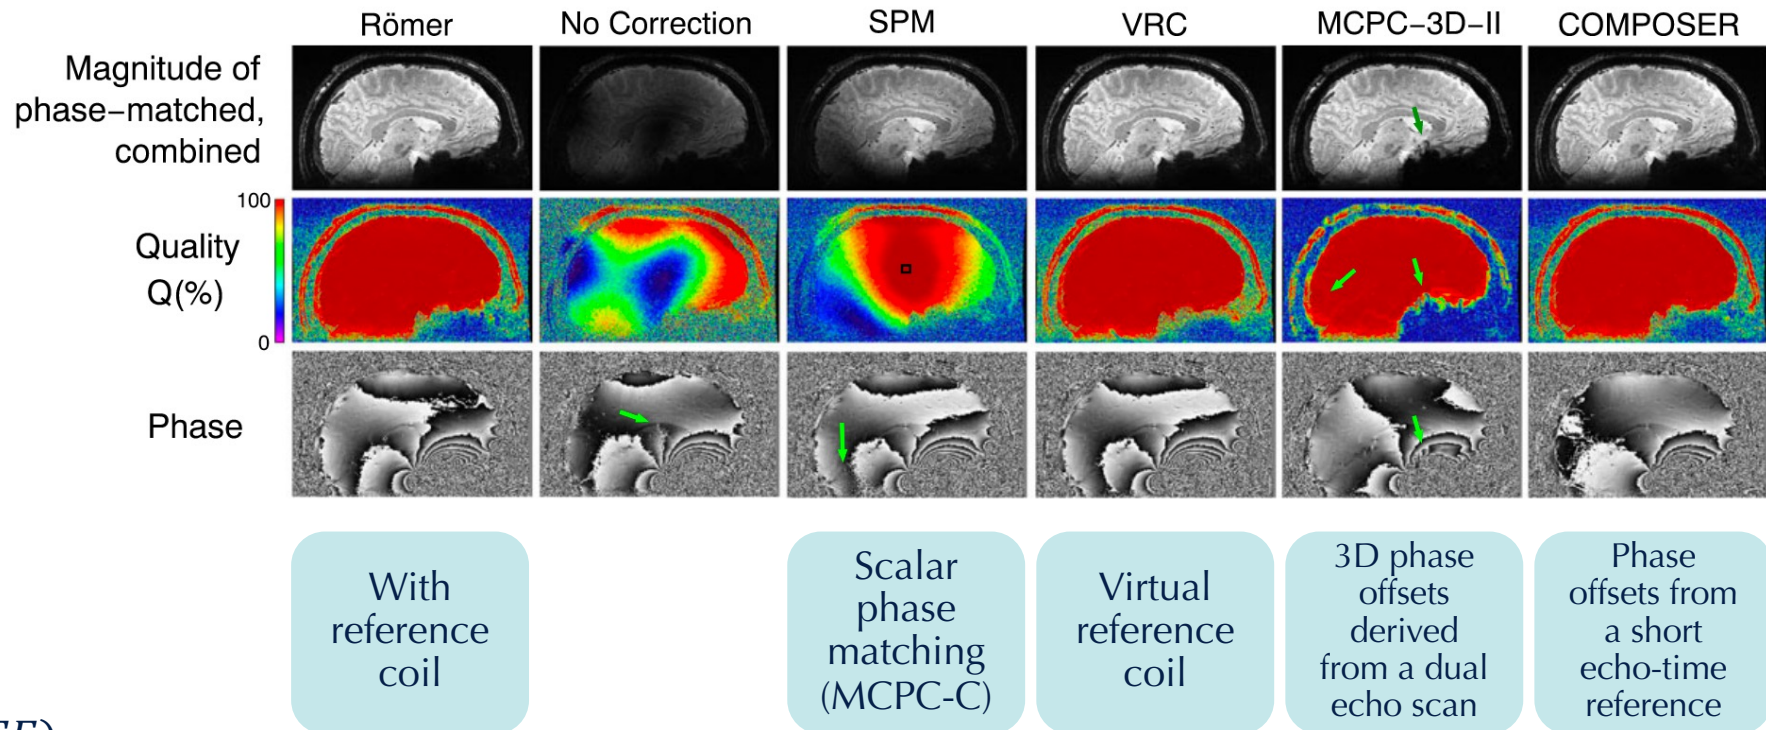 Römer No Correction SPM VRC MCPC-3D-II COMPOSER
Magnitude of
phase-matched,
combined
100
Quality
Q(%)
0
Phase
With
reference
coil
Scalar
phase
matching
(MCPC-C)
Virtual
reference
coil
3D phase
offsets
derived
from a dual
echo scan
Phase
offsets from
a short
echo-time
reference